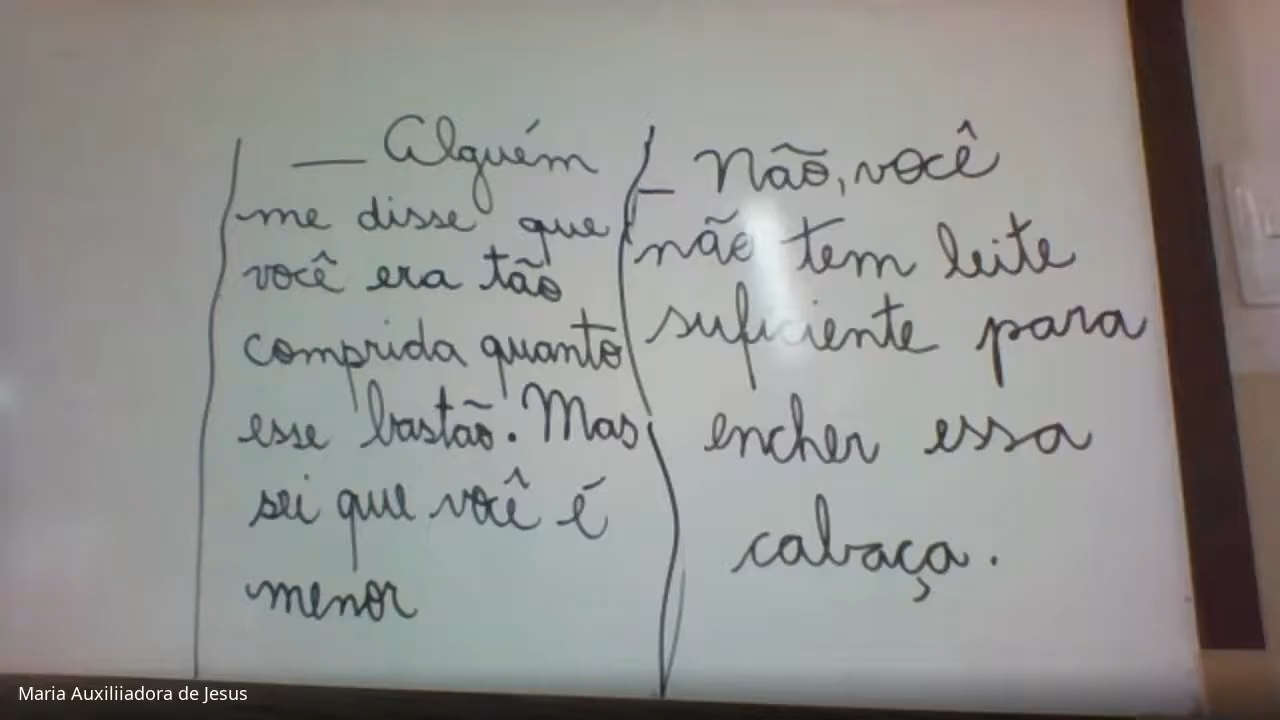 — Alguém
me disse que
você era tão
comprida quanto
esse bastão. Mas
sei que você é
menor
— Não, você
não tem leite
suficiente para
encher essa
cabaça.
Maria Auxiliiadora de Jesus